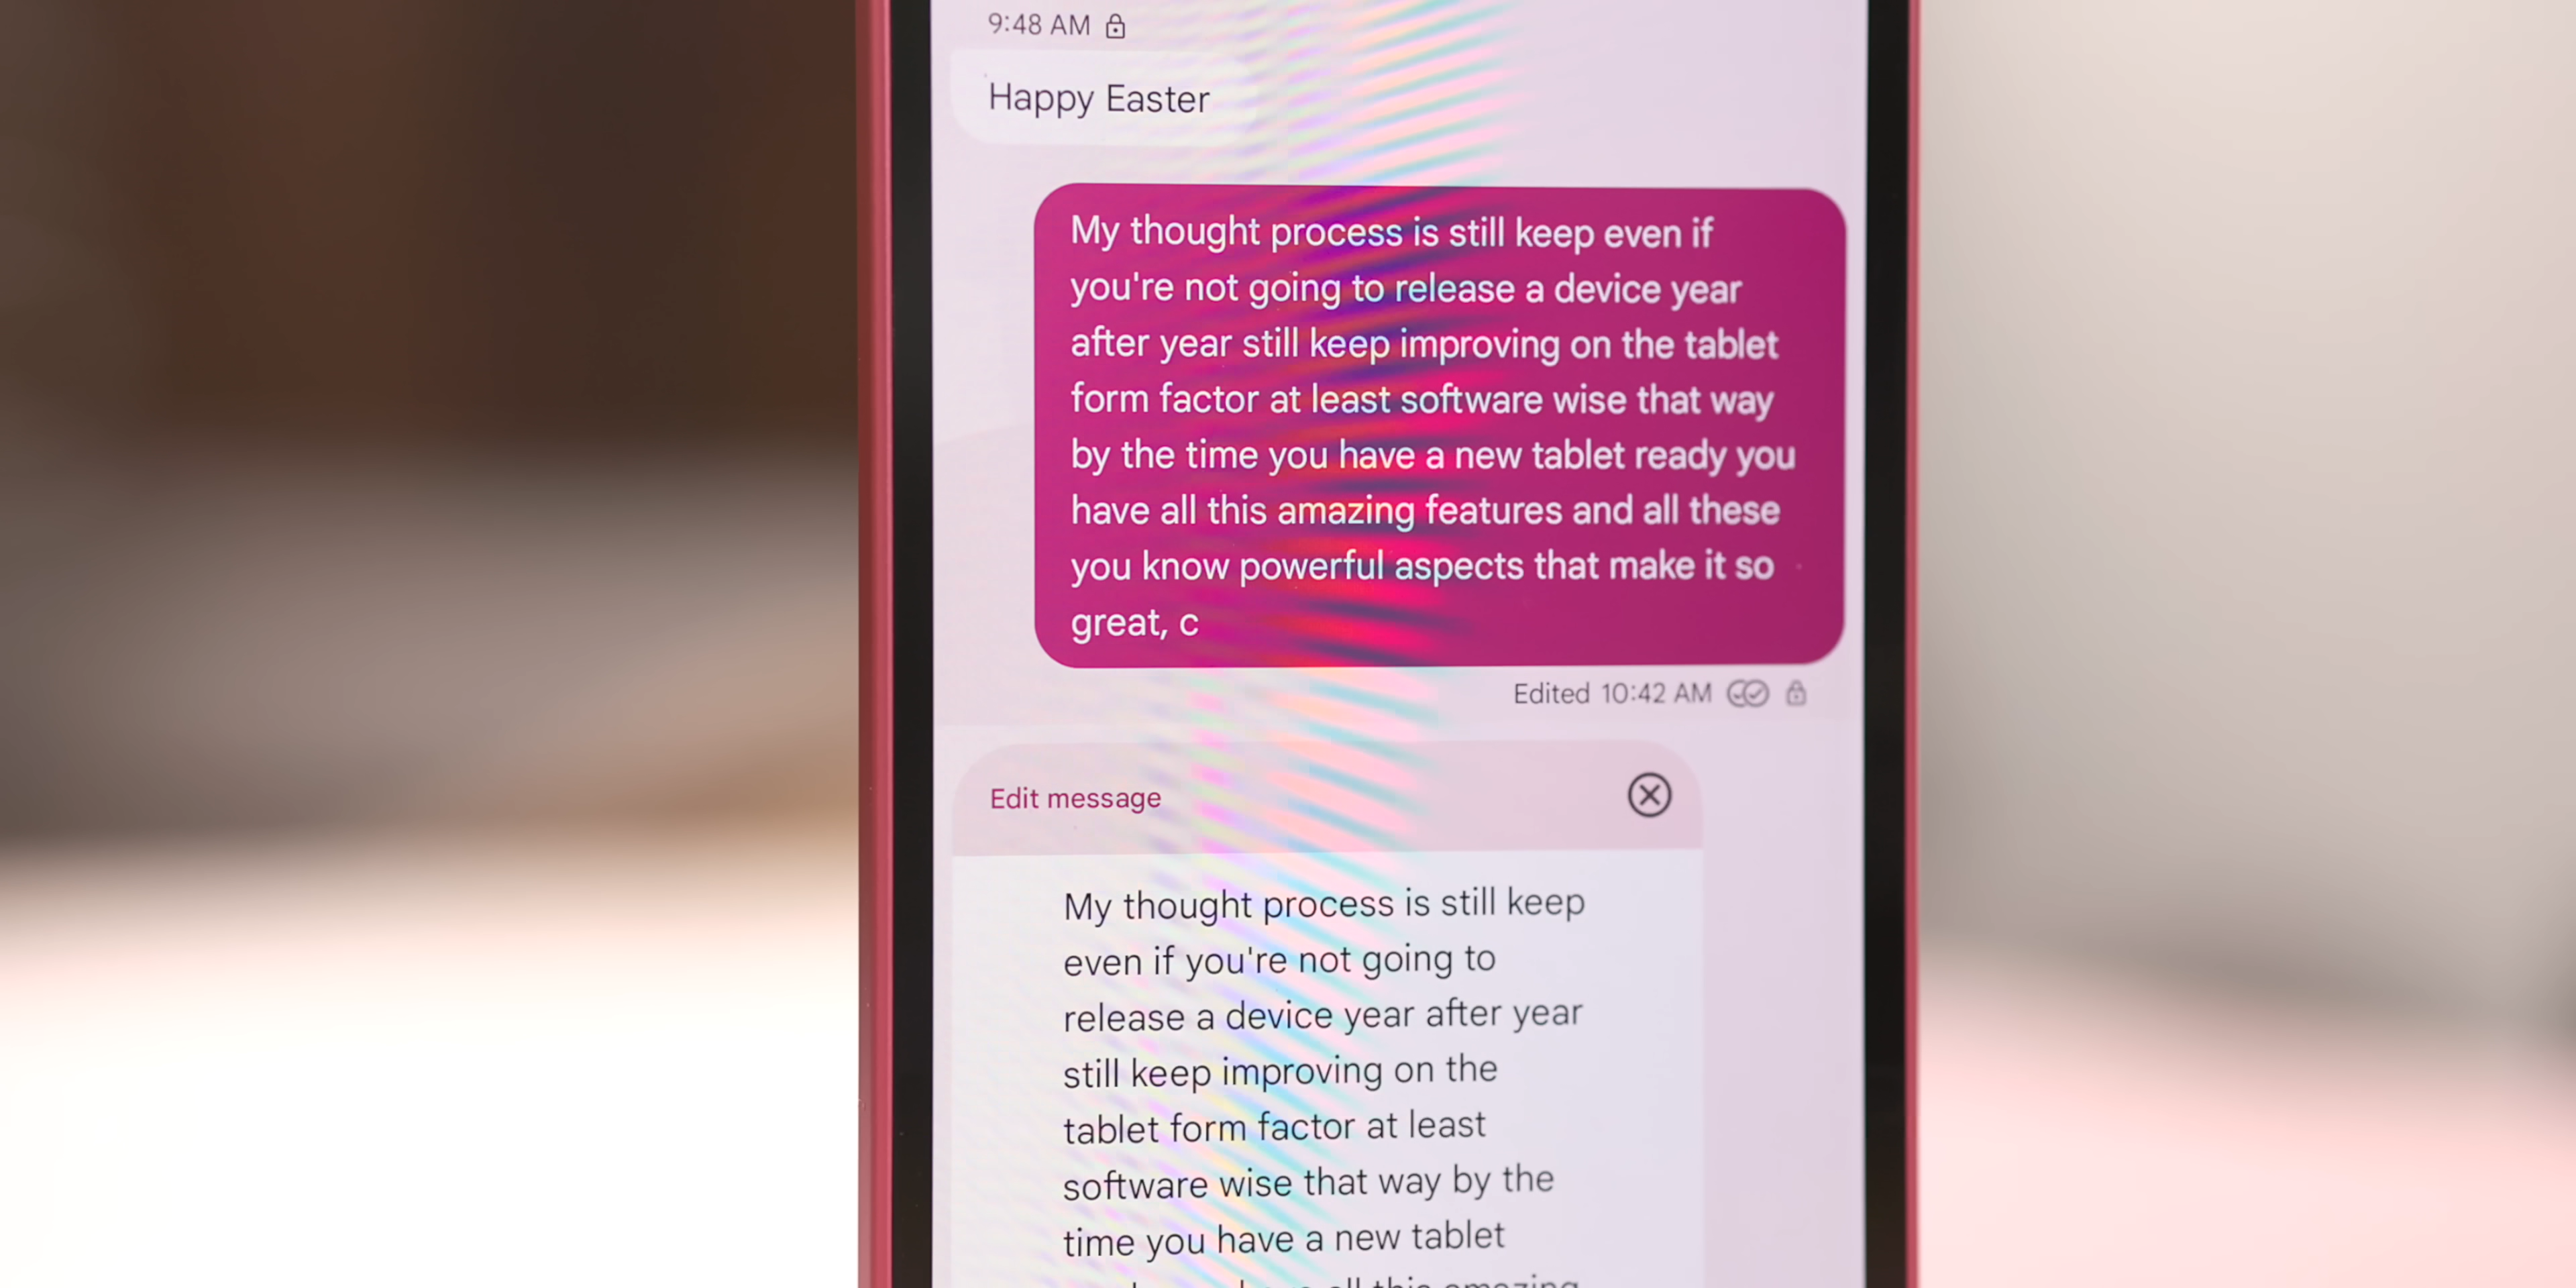 9:48 AM
Happy Easter
My thought process is still keep even if
you're not going to release a device year
after year still keep improving on the tablet
form factor at least software wise that way
by the time you have a new tablet ready you
have all this amazing features and all these
you know powerful aspects that make it so
great, c
Edited 10:42 AM
Edit message
My thought process is still keep
even if you're not going to
release a device year after year
still keep improving on the
tablet form factor at least
software wise that way by the
time you have a new tablet
all this amazing